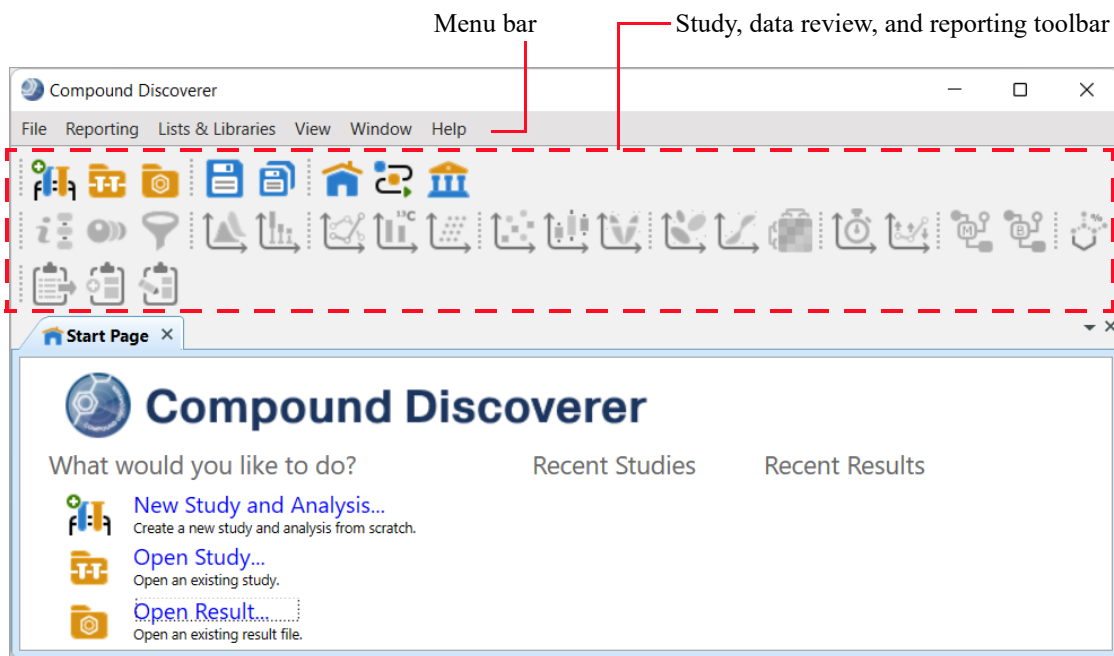 Menu bar
Study, data review, and reporting toolbar
Compound Discoverer
File Reporting Lists & Libraries View Window Help
13C
M
B
%
Start Page
Compound Discoverer
What would you like to do?
Recent Studies
Recent Results
New Study and Analysis...
Create a new study and analysis from scratch.
Open Study...
Open an existing study.
Open Result...
Open an existing result file.